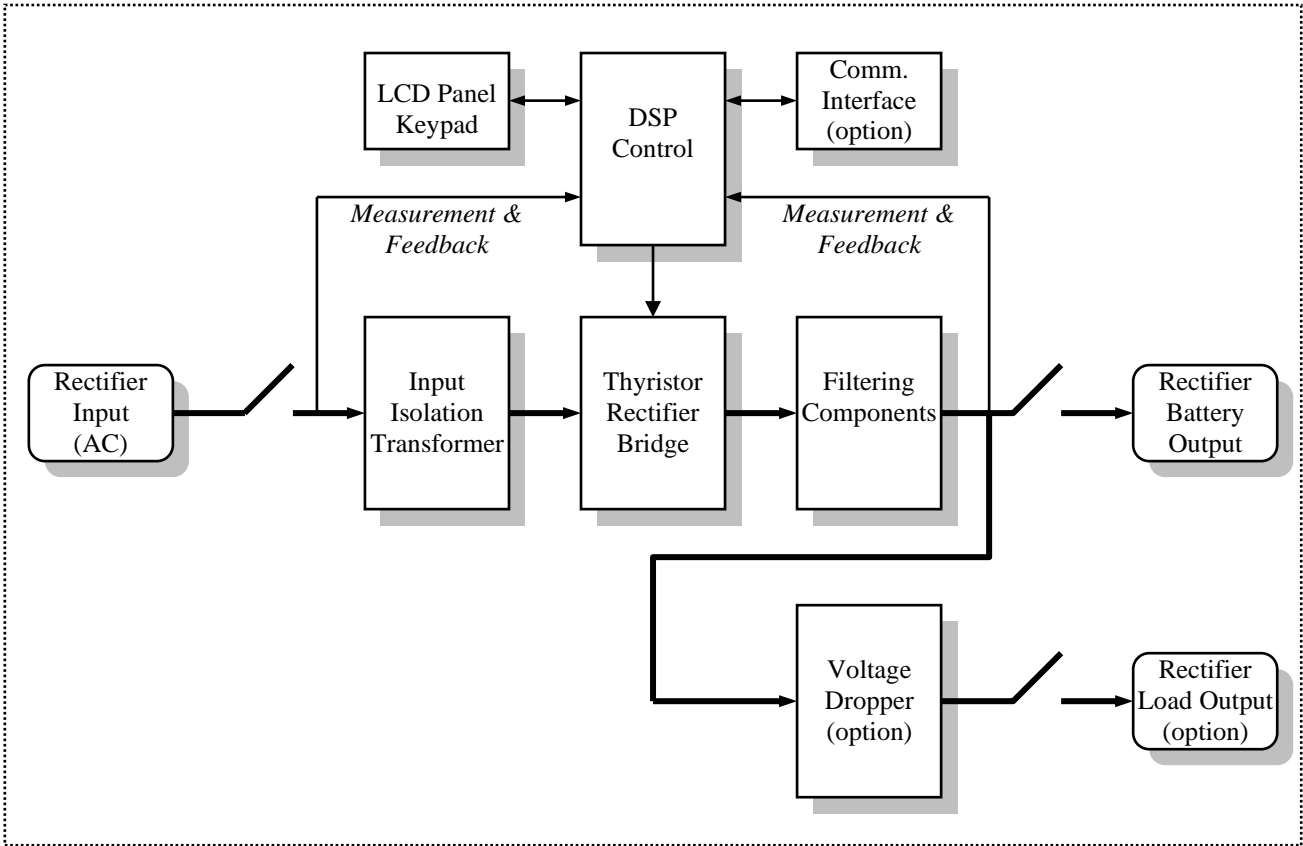 LCD Panel
Keypad
DSP
Control
Comm.
Interface
(option)
Measurement &
Feedback
Measurement &
Feedback
Rectifier
Input
(AC)
Input
Isolation
Transformer
Thyristor
Rectifier
Bridge
Filtering
Components
Rectifier
Battery
Output
Voltage
Dropper
(option)
Rectifier
Load Output
(option)